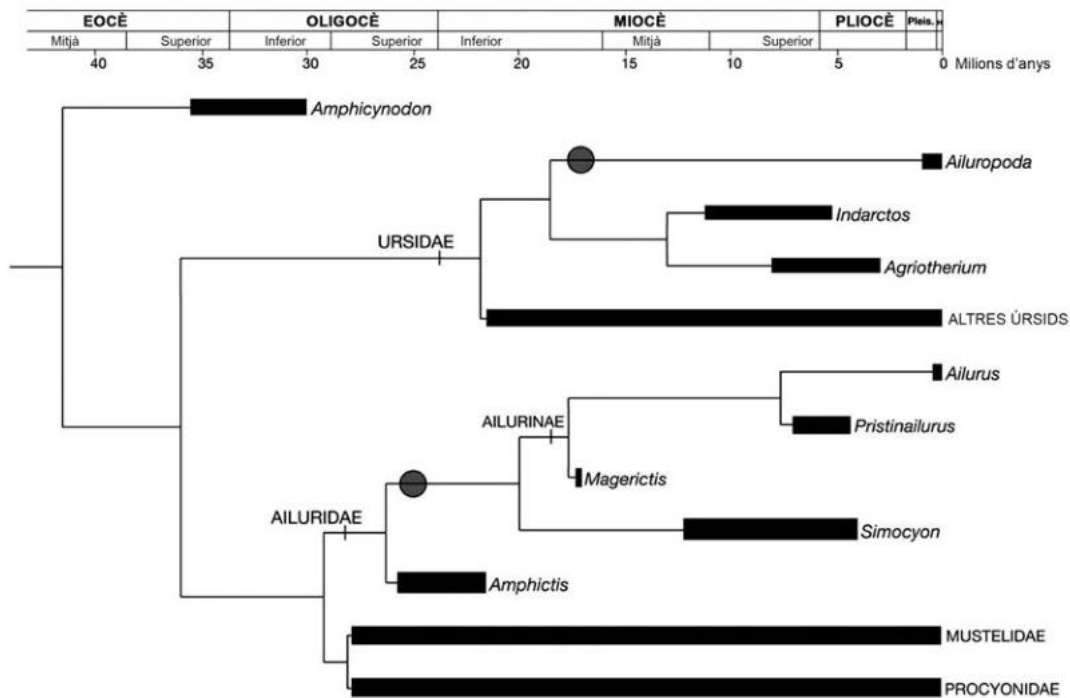 EOCÈ OLIGOCÈ MIOCÈ PLIOCÈ Pleis. H
Mitjà Superior Inferior Superior Inferior Mitjà Superior
40 35 30 25 20 15 10 5 0 Milions d'anys
Amphicynodon
Ailuropoda
Indarctos
URSIDAE
Agriotherium
ALTRES ÚRSIDS
Ailurus
AILURINAE
Pristinailurus
Magerictis
AILURIDAE
Simocyon
Amphictis
MUSTELIDAE
PROCYONIDAE